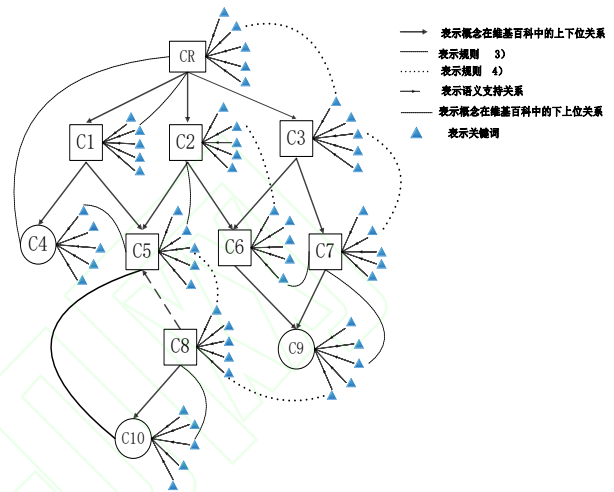 CR
C1
C2
C3
C4
C5
C6
C7
C8
C9
C10
表示概念在维基百科中的上下位关系
表示规则 3)
表示规则 4)
表示语义支持关系
表示概念在维基百科中的下上位关系
表示关键词